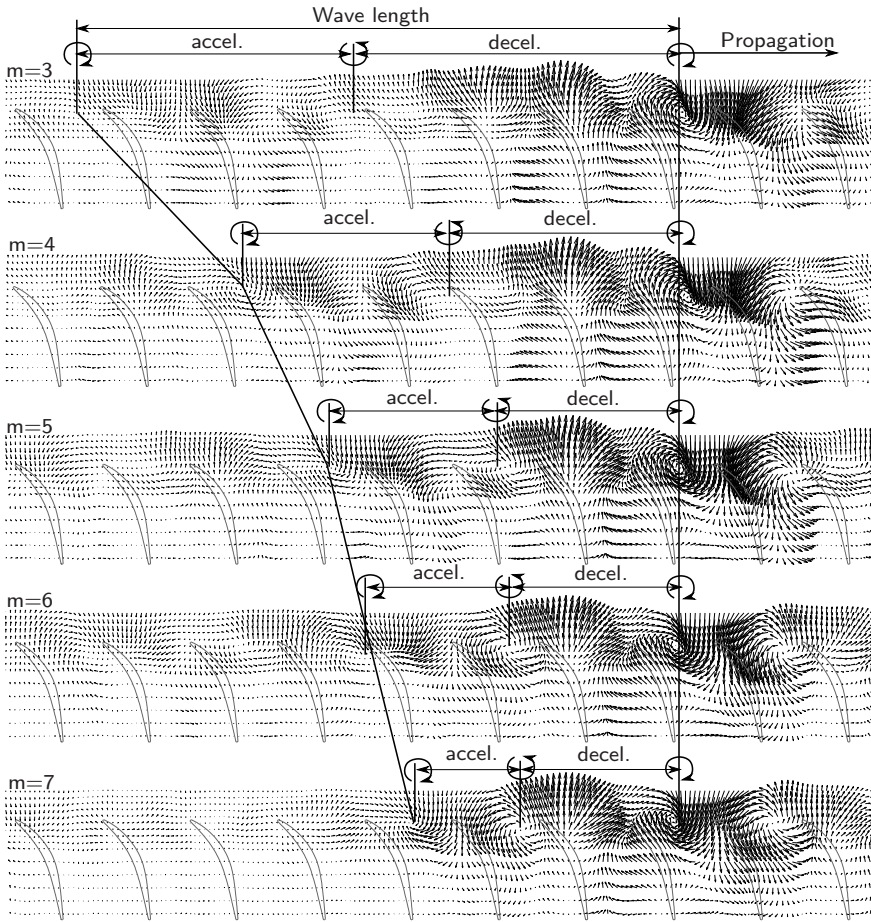 Wave length
accel. decel. Propagation
m=3
accel. decel.
m=4
accel. decel.
m=5
accel. decel.
m=6
accel. decel.
m=7